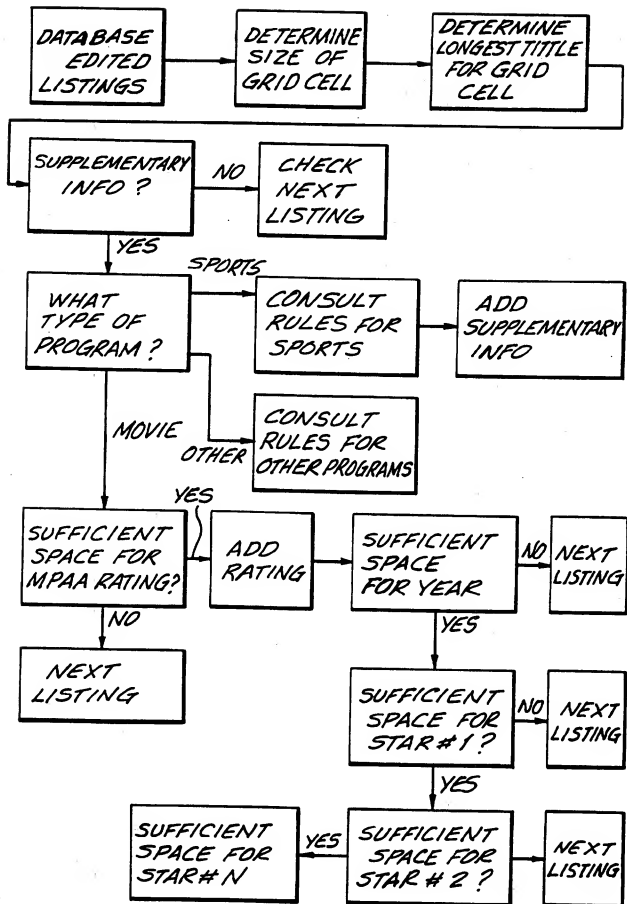 DATABASE
EDITED
LISTINGS
DETERMINE
SIZE OF
GRID CELL
DETERMINE
LONGEST TITTLE
FOR GRID
CELL
SUPPLEMENTARY
INFO ?
NO
CHECK
NEXT
LISTING
YES
WHAT
TYPE OF
PROGRAM ?
SPORTS
CONSULT
RULES FOR
SPORTS
ADD
SUPPLEMENTARY
INFO
MOVIE
OTHER
CONSULT
RULES FOR
OTHER PROGRAMS
SUFFICIENT
SPACE FOR
MPAA RATING?
YES
ADD
RATING
SUFFICIENT
SPACE
FOR YEAR
NO
NEXT
LISTING
NO
NEXT
LISTING
YES
SUFFICIENT
SPACE FOR
STAR #1 ?
NO
NEXT
LISTING
YES
SUFFICIENT
SPACE FOR
STAR # 2 ?
NEXT
LISTING
YES
SUFFICIENT
SPACE FOR
STAR# N